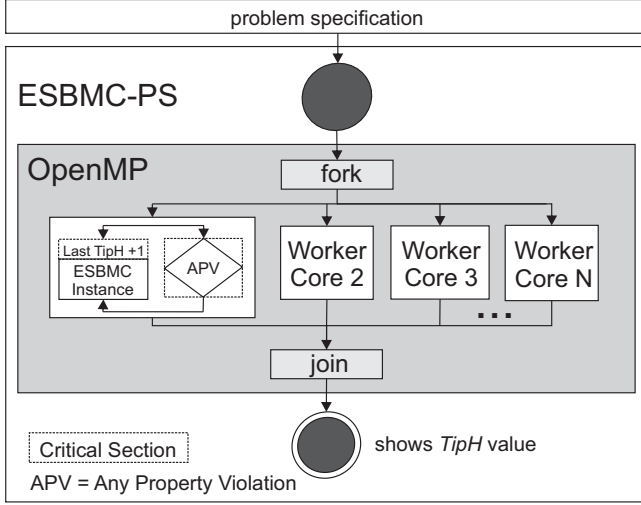 problem specification
ESBMC-PS
OpenMP
fork
Last TipH +1
ESBMC
Instance
APV
Worker
Core 2
Worker
Core 3
Worker
Core N
...
join
Critical Section
shows TipH value
APV = Any Property Violation